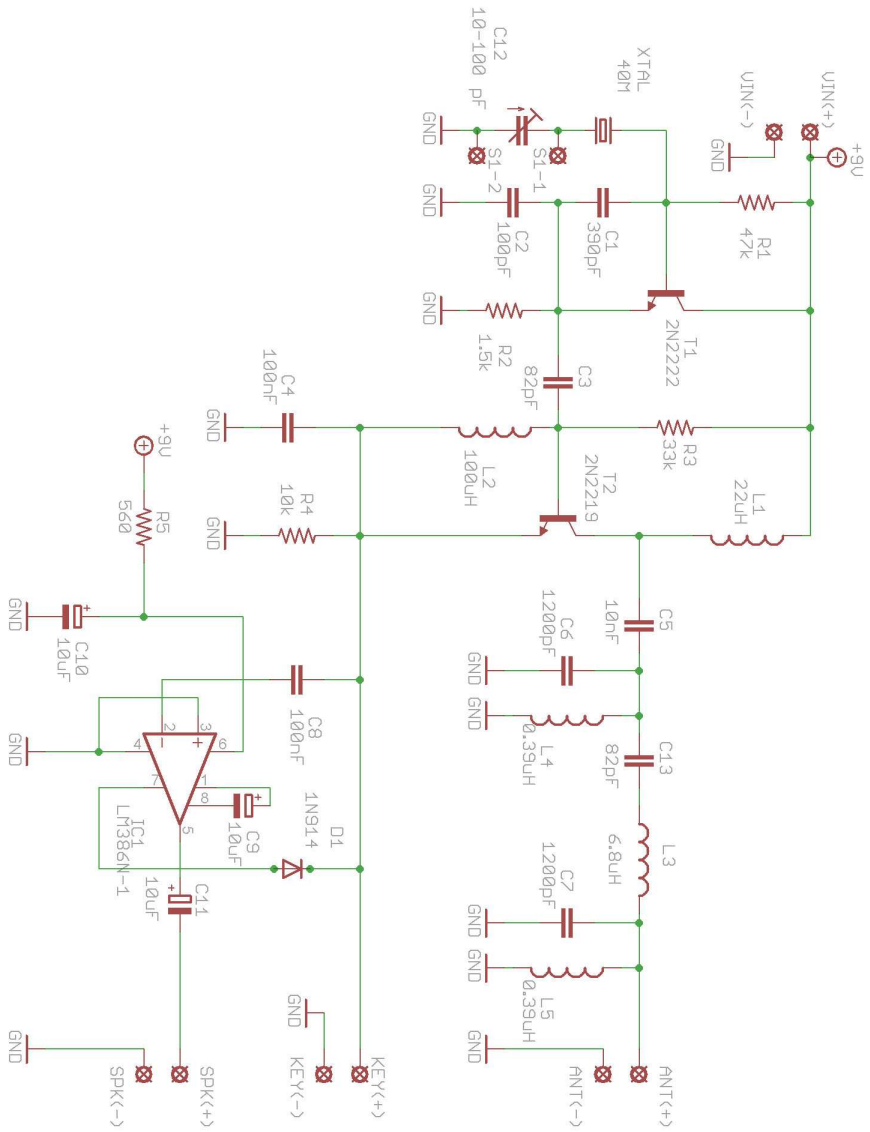 VIN(+)
VIN(-)
+9V
GND
XTAL
40M
C12
10-100 pF
GND
S1-1
S1-2
R1
47k
C1
390pF
C2
100pF
GND
T1
2N2222
R2
1.5k
GND
C3
82pF
R3
33k
L1
22uH
T2
2N2219
L2
100uH
C4
100nF
GND
R4
10k
GND
+9V
R5
560
C10
10uF
GND
C5
10nF
C6
1200pF
GND
L4
0.39uH
GND
C13
82pF
L3
6.8uH
C7
1200pF
GND
L5
0.39uH
GND
GND
ANT(+)
ANT(-)
C8
100nF
2
3
6
4
7
1
8
5
-
+
GND
IC1
LM386N-1
C9
10uF
D1
1N914
C11
10uF
GND
KEY(+)
KEY(-)
GND
SPK(+)
SPK(-)